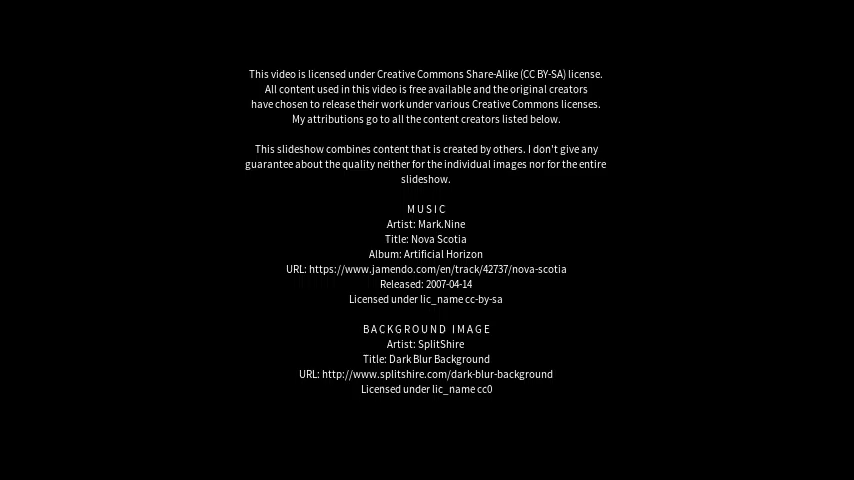 This video is licensed under Creative Commons Share-Alike (CC BY-SA) license.
All content used in this video is free available and the original creators
have chosen to release their work under various Creative Commons licenses.
My attributions go to all the content creators listed below.
This slideshow combines content that is created by others. I don't give any
guarantee about the quality neither for the individual images nor for the entire
slideshow.
MUSIC
Artist: Mark.Nine
Title: Nova Scotia
Album: Artificial Horizon
URL: https://www.jamendo.com/en/track/42737/nova-scotia
Released: 2007-04-14
Licensed under lic_name cc-by-sa
BACKGROUND IMAGE
Artist: SplitShire
Title: Dark Blur Background
URL: http://www.splitshire.com/dark-blur-background
Licensed under lic_name cc0